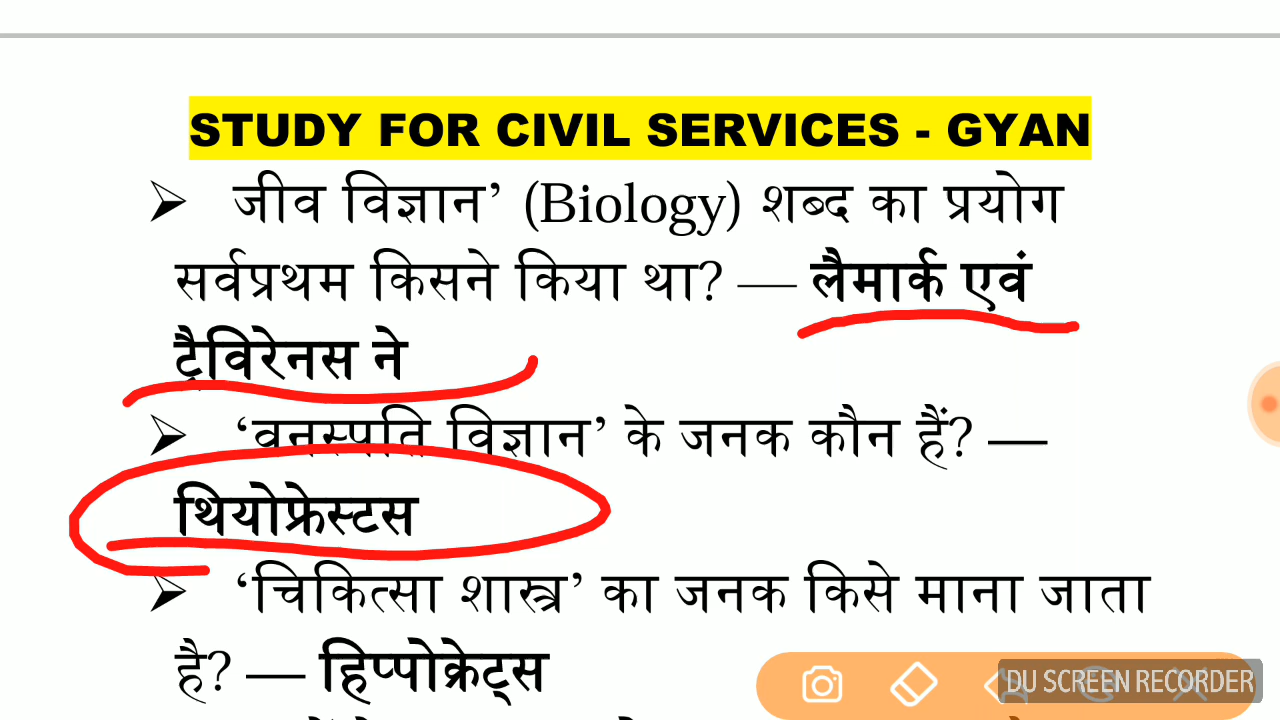 STUDY FOR CIVIL SERVICES - GYAN
➢ जीव विज्ञान’ (Biology) शब्द का प्रयोग
सर्वप्रथम किसने किया था? — लैमार्क एवं
ट्रैविरेनस ने
➢ ‘वनस्पति विज्ञान’ के जनक कौन हैं? —
थियोफ्रेस्टस
➢ ‘चिकित्सा शास्त्र’ का जनक किसे माना जाता
है? — हिप्पोक्रेट्स
DU SCREEN RECORDER